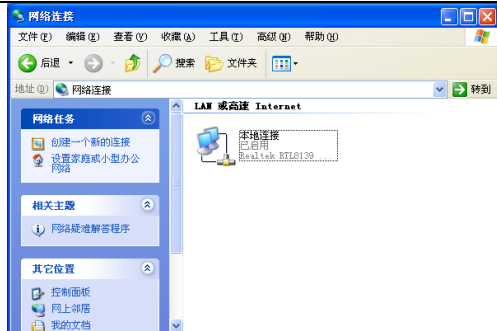 网络连接
文件(F) 编辑(E) 查看(V) 收藏(A) 工具(T) 高级(N) 帮助(H)
后退 搜索 文件夹
地址(D) 网络连接 转到
网络任务
创建一个新的连接
设置家庭或小型办公
网络
相关主题
网络疑难解答程序
其它位置
控制面板
网上邻居
我的文档
LAN 或高速 Internet
本地连接
已启用
Realtek RTL8139 ...